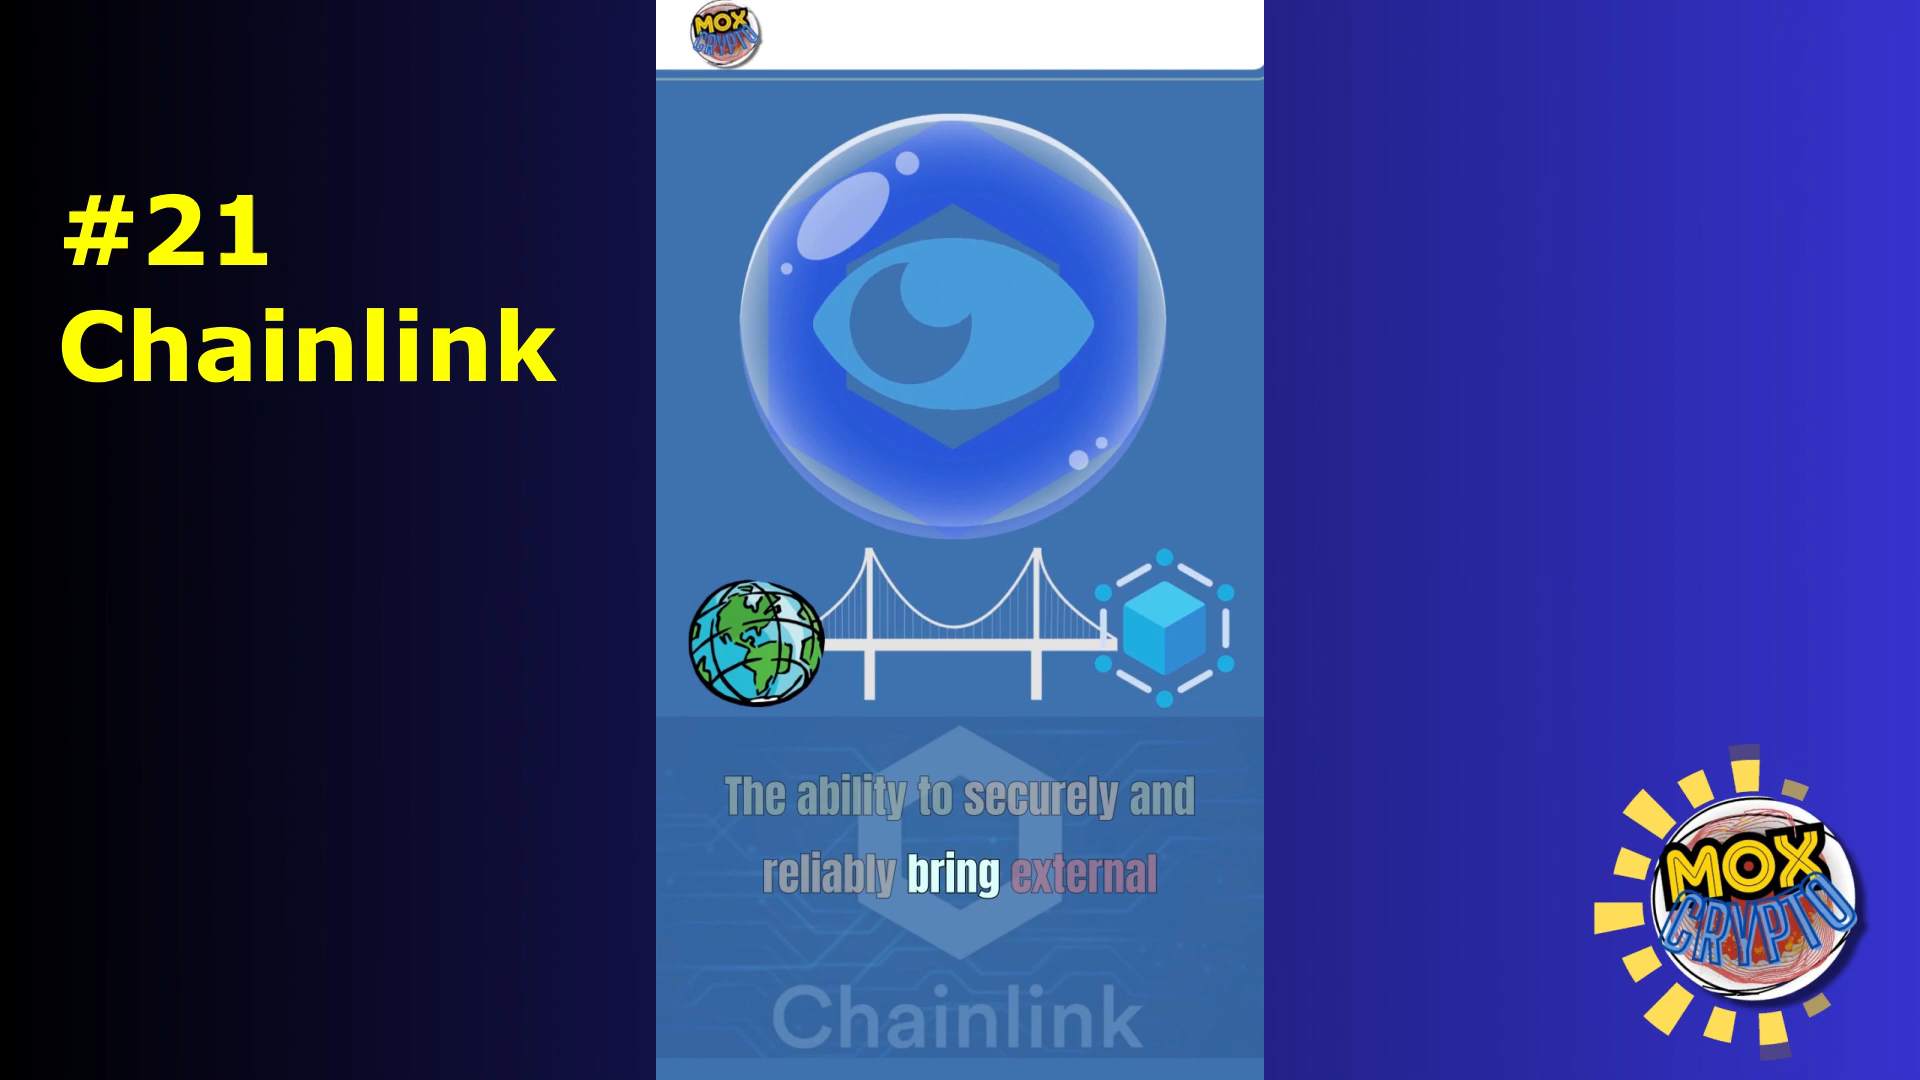 MOX
CRYPTO
#21
Chainlink
The ability to securely and
reliably bring external
Chainlink
MOX
CRYPTO